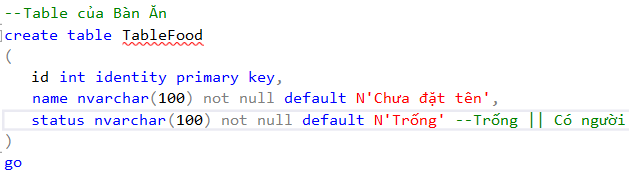 --Table của Bàn Ăn
create table TableFood
(
id int identity primary key,
name nvarchar(100) not null default N'Chưa đặt tên',
status nvarchar(100) not null default N'Trống' --Trống || Có người
)
go